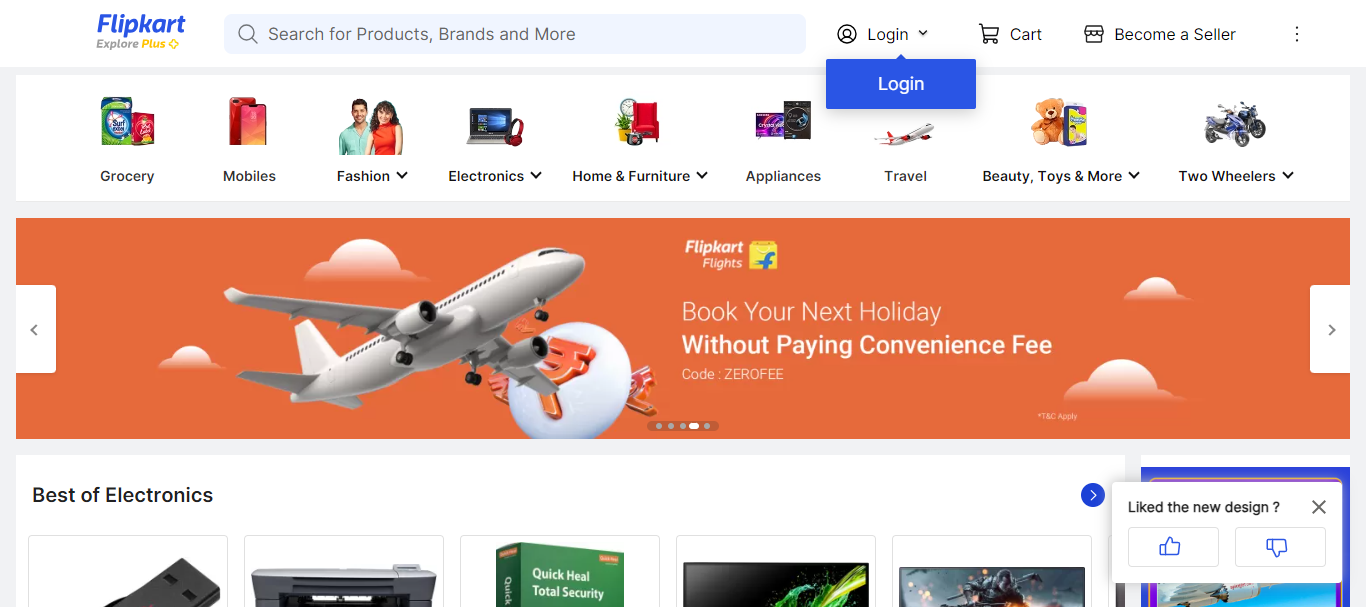 Flipkart
Explore Plus
Search for Products, Brands and More
Login
Cart
Become a Seller
Login
Grocery
Mobiles
Fashion
Electronics
Home & Furniture
Appliances
Travel
Beauty, Toys & More
Two Wheelers
Flipkart
Flights
Book Your Next Holiday
Without Paying Convenience Fee
Code : ZEROFEE
*T&C Apply
Best of Electronics
Liked the new design ?
Quick Heal
Total Security
Quick Heal